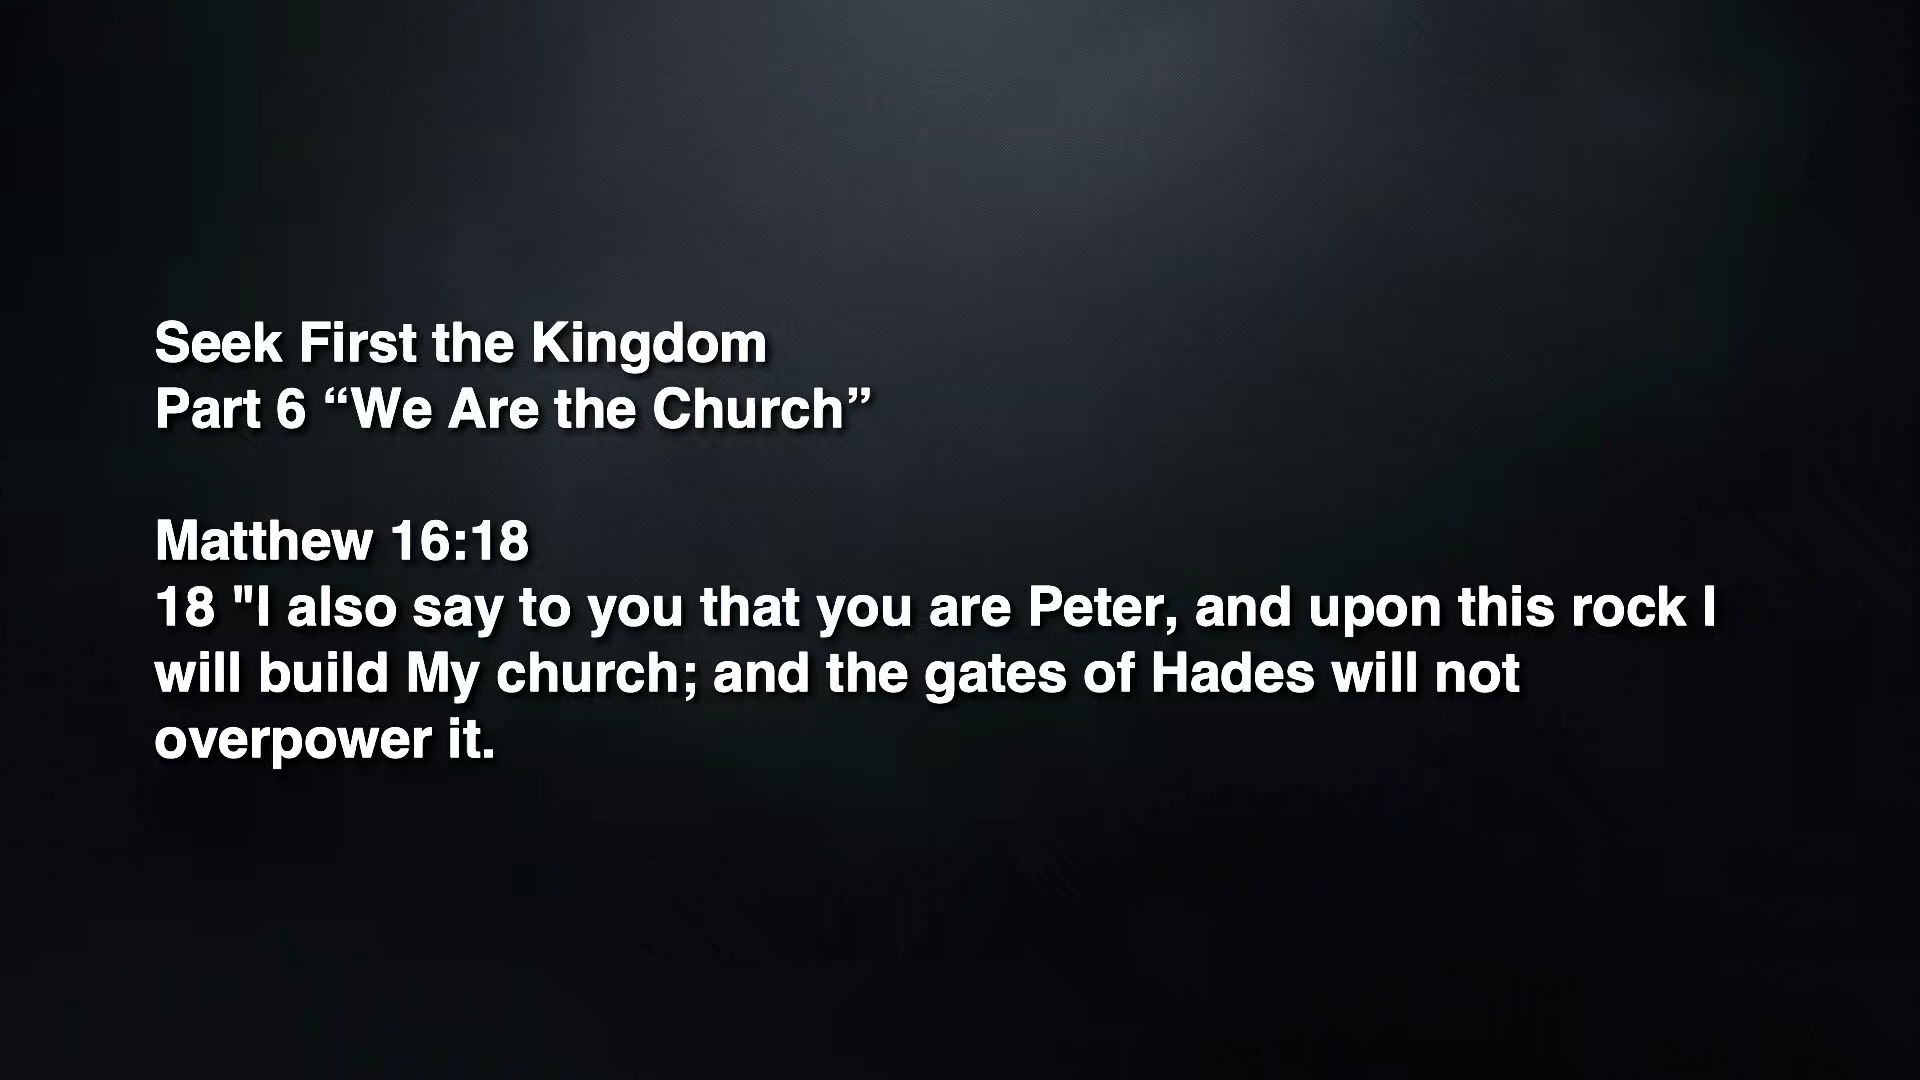 Seek First the Kingdom
Part 6 “We Are the Church”
Matthew 16:18
18 "I also say to you that you are Peter, and upon this rock I
will build My church; and the gates of Hades will not
overpower it.